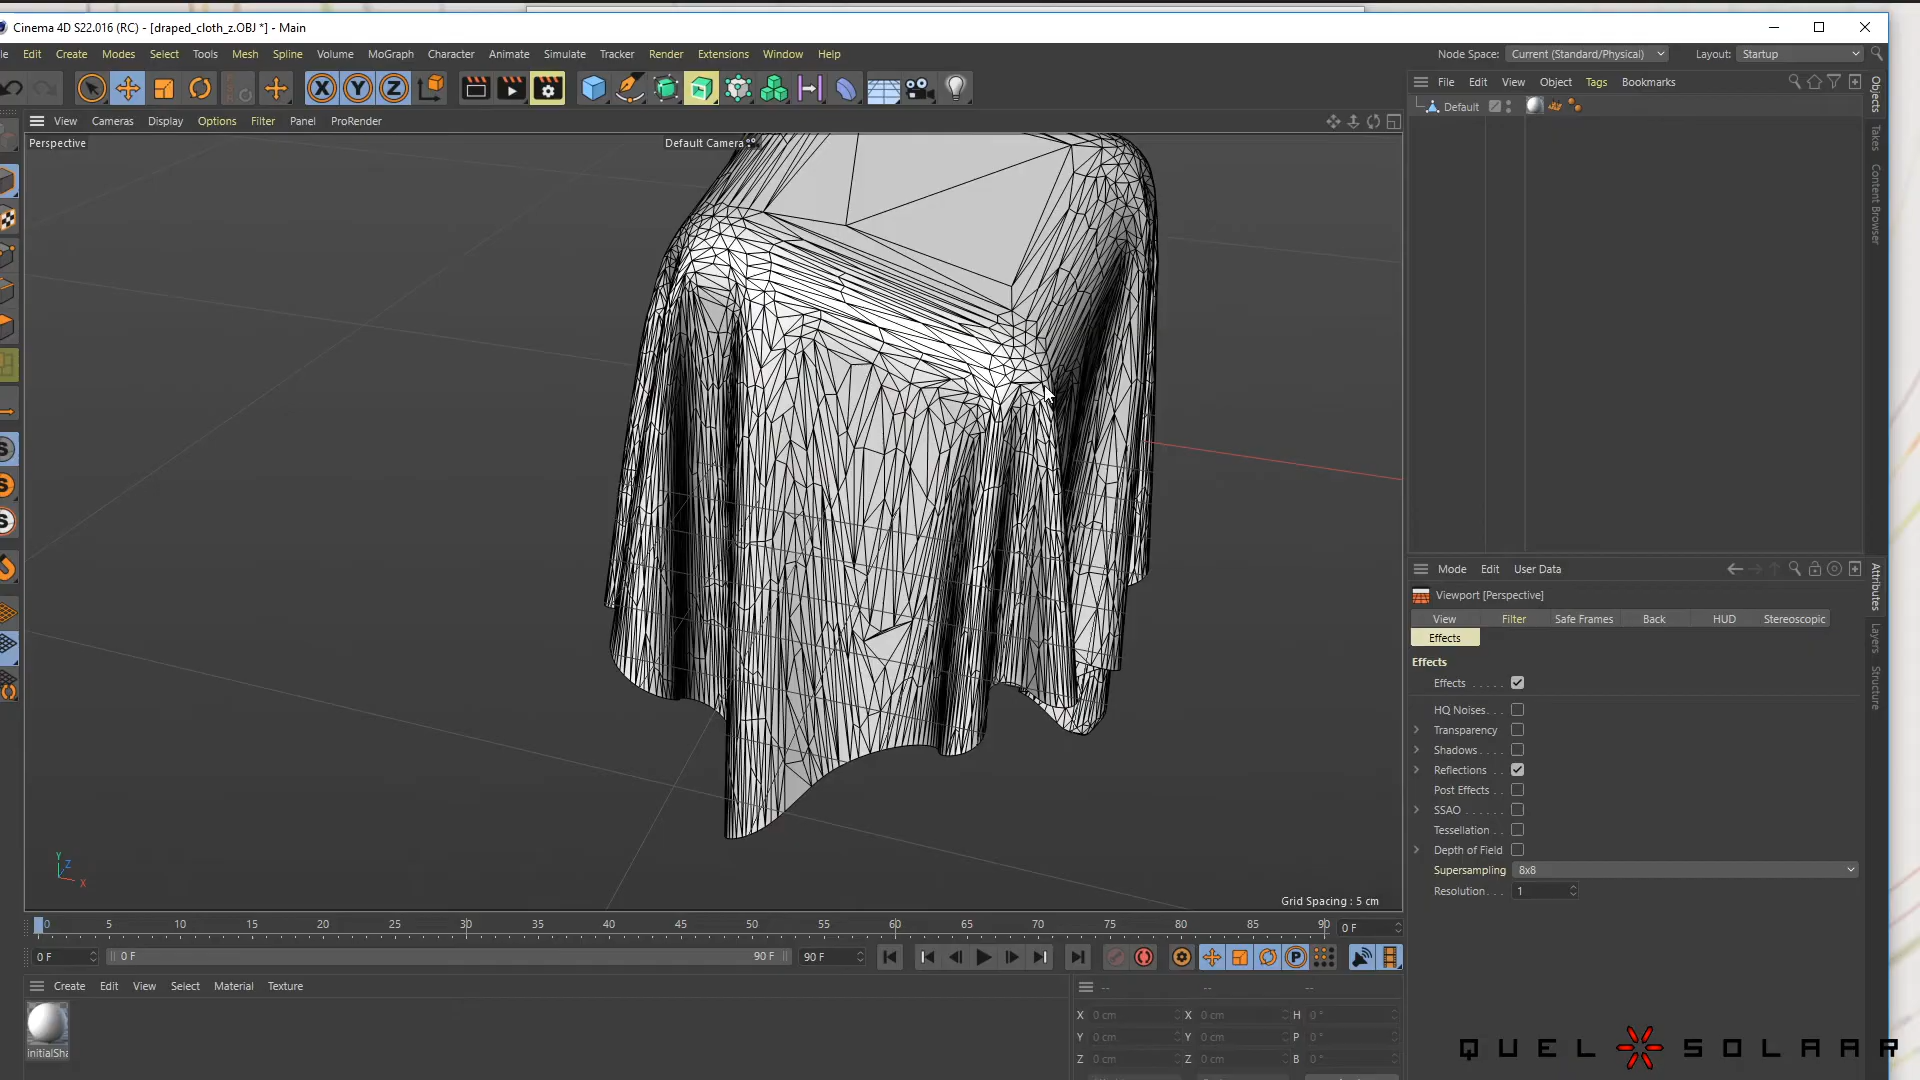 Cinema 4D S22.016 (RC) - [draped_cloth_z.OBJ *] - Main
le Edit Create Modes Select Tools Mesh Spline Volume MoGraph Character Animate Simulate Tracker Render Extensions Window Help
Node Space: Current (Standard/Physical) Layout: Startup
X Y Z
File Edit View Object Tags Bookmarks
Default
View Cameras Display Options Filter Panel ProRender
Perspective
Default Camera
Objects
Takes
Content Browser
Mode Edit User Data
Viewport [Perspective]
View Filter Safe Frames Back HUD Stereoscopic
Effects
Effects
Effects
HQ Noises
Transparency
Shadows
Reflections
Post Effects
SSAO
Tessellation
Depth of Field
Supersampling 8x8
Resolution 1
Attributes
Layers
Structure
Y
Z
X
Grid Spacing : 5 cm
0 5 10 15 20 25 30 35 40 45 50 55 60 65 70 75 80 85 90 0 F
0 F 0 F 90 F 90 F
P
Create Edit View Select Material Texture
-- -- --
X 0 cm X 0 cm H 0 °
Y 0 cm Y 0 cm P 0 °
Z 0 cm Z 0 cm B 0 °
initialSha
QUEL SOLAAR